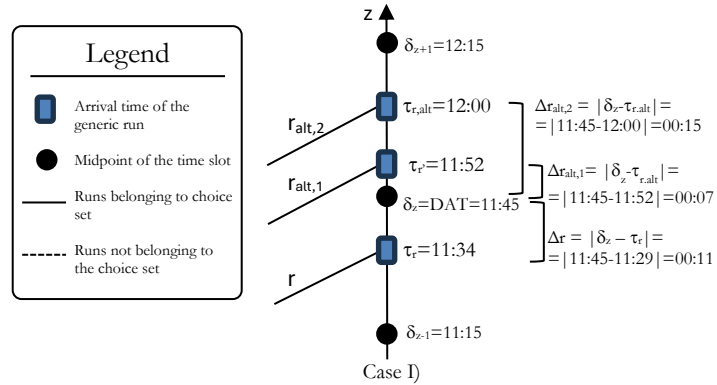 Legend
Arrival time of the
generic run
Midpoint of the time slot
Runs belonging to choice
set
Runs not belonging to
the choice set
z
δz+1=12:15
τr,alt=12:00
ralt,2
τr'=11:52
ralt,1
δz=DAT=11:45
τr=11:34
r
δz-1=11:15
Δralt,2 = |δz-τr.alt|=
=|11:45-12:00|=00:15
Δralt,1= |δz-τr.alt|=
=|11:45-11:52|=00:07
Δr = |δz – τr|=
=|11:45-11:29|=00:11
Case I)